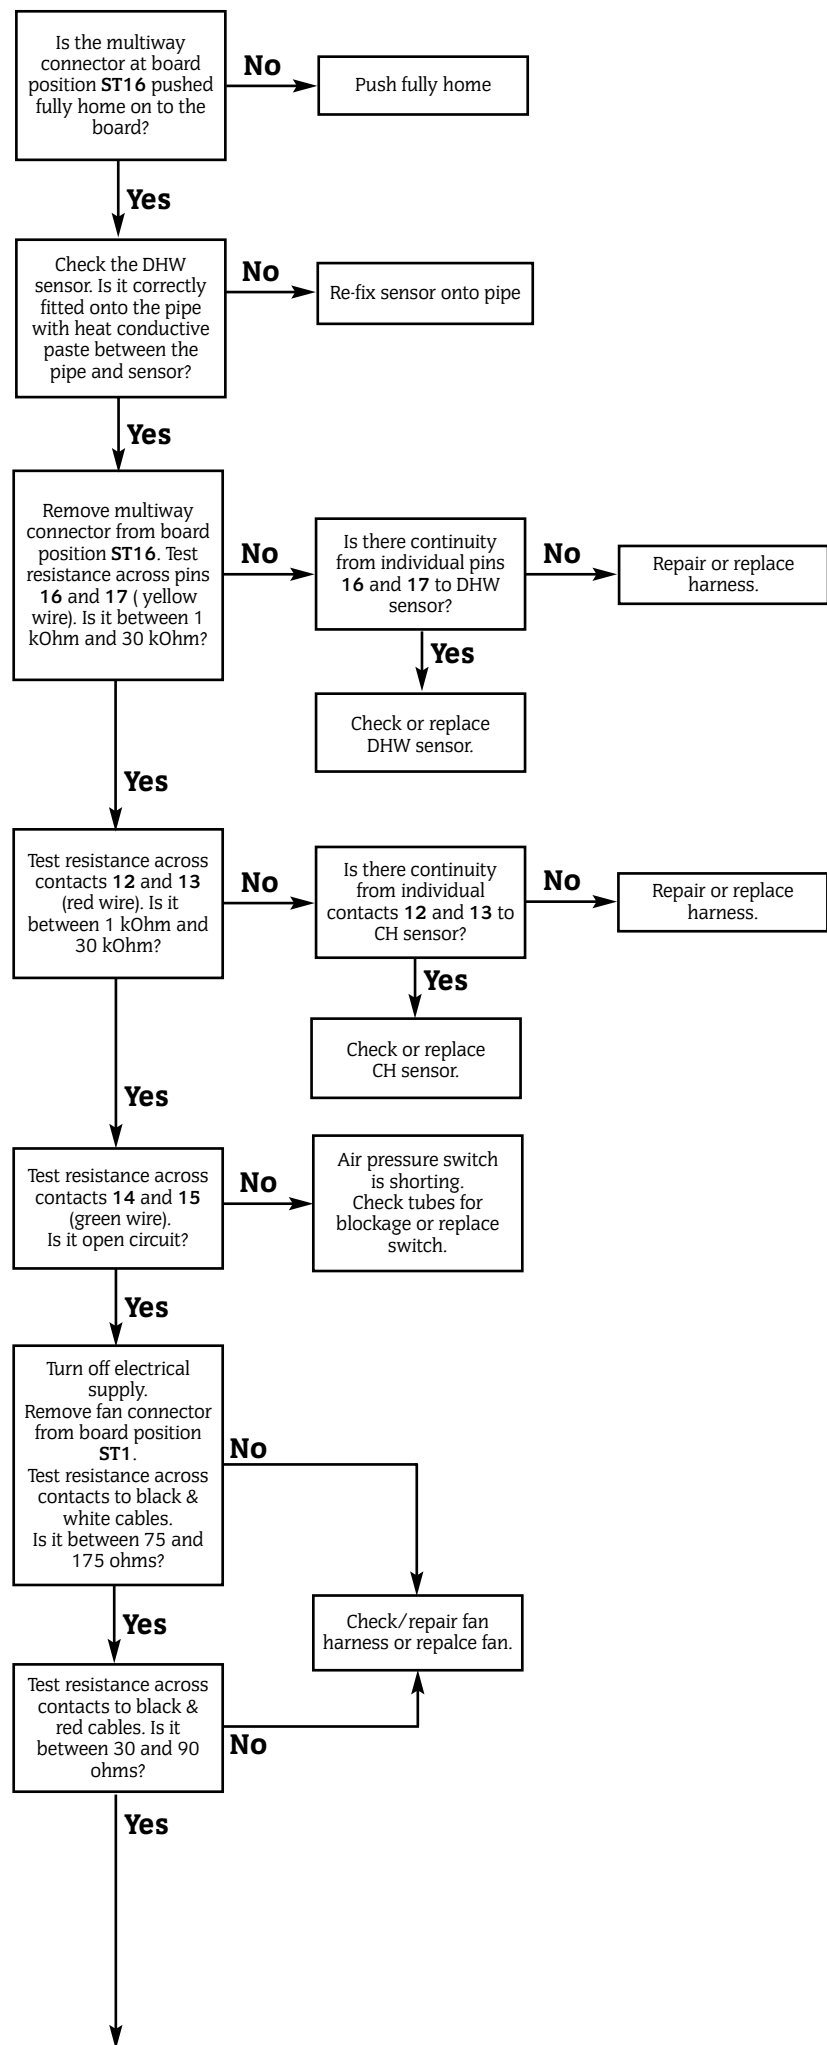 Is the multiway
connector at board
position ST16 pushed
fully home on to the
board?
No
Push fully home
Yes
Check the DHW
sensor. Is it correctly
fitted onto the pipe
with heat conductive
paste between the
pipe and sensor?
No
Re-fix sensor onto pipe
Yes
Remove multiway
connector from board
position ST16. Test
resistance across pins
16 and 17 ( yellow
wire). Is it between 1
kOhm and 30 kOhm?
No
Is there continuity
from individual pins
16 and 17 to DHW
sensor?
No
Repair or replace
harness.
Yes
Check or replace
DHW sensor.
Yes
Test resistance across
contacts 12 and 13
(red wire). Is it
between 1 kOhm and
30 kOhm?
No
Is there continuity
from individual
contacts 12 and 13 to
CH sensor?
No
Repair or replace
harness.
Yes
Check or replace
CH sensor.
Yes
Test resistance across
contacts 14 and 15
(green wire).
Is it open circuit?
No
Air pressure switch
is shorting.
Check tubes for
blockage or replace
switch.
Yes
Turn off electrical
supply.
Remove fan connector
from board position
ST1.
Test resistance across
contacts to black &
white cables.
Is it between 75 and
175 ohms?
No
Yes
Check/repair fan
harness or repalce fan.
Test resistance across
contacts to black &
red cables. Is it
between 30 and 90
ohms?
No
Yes